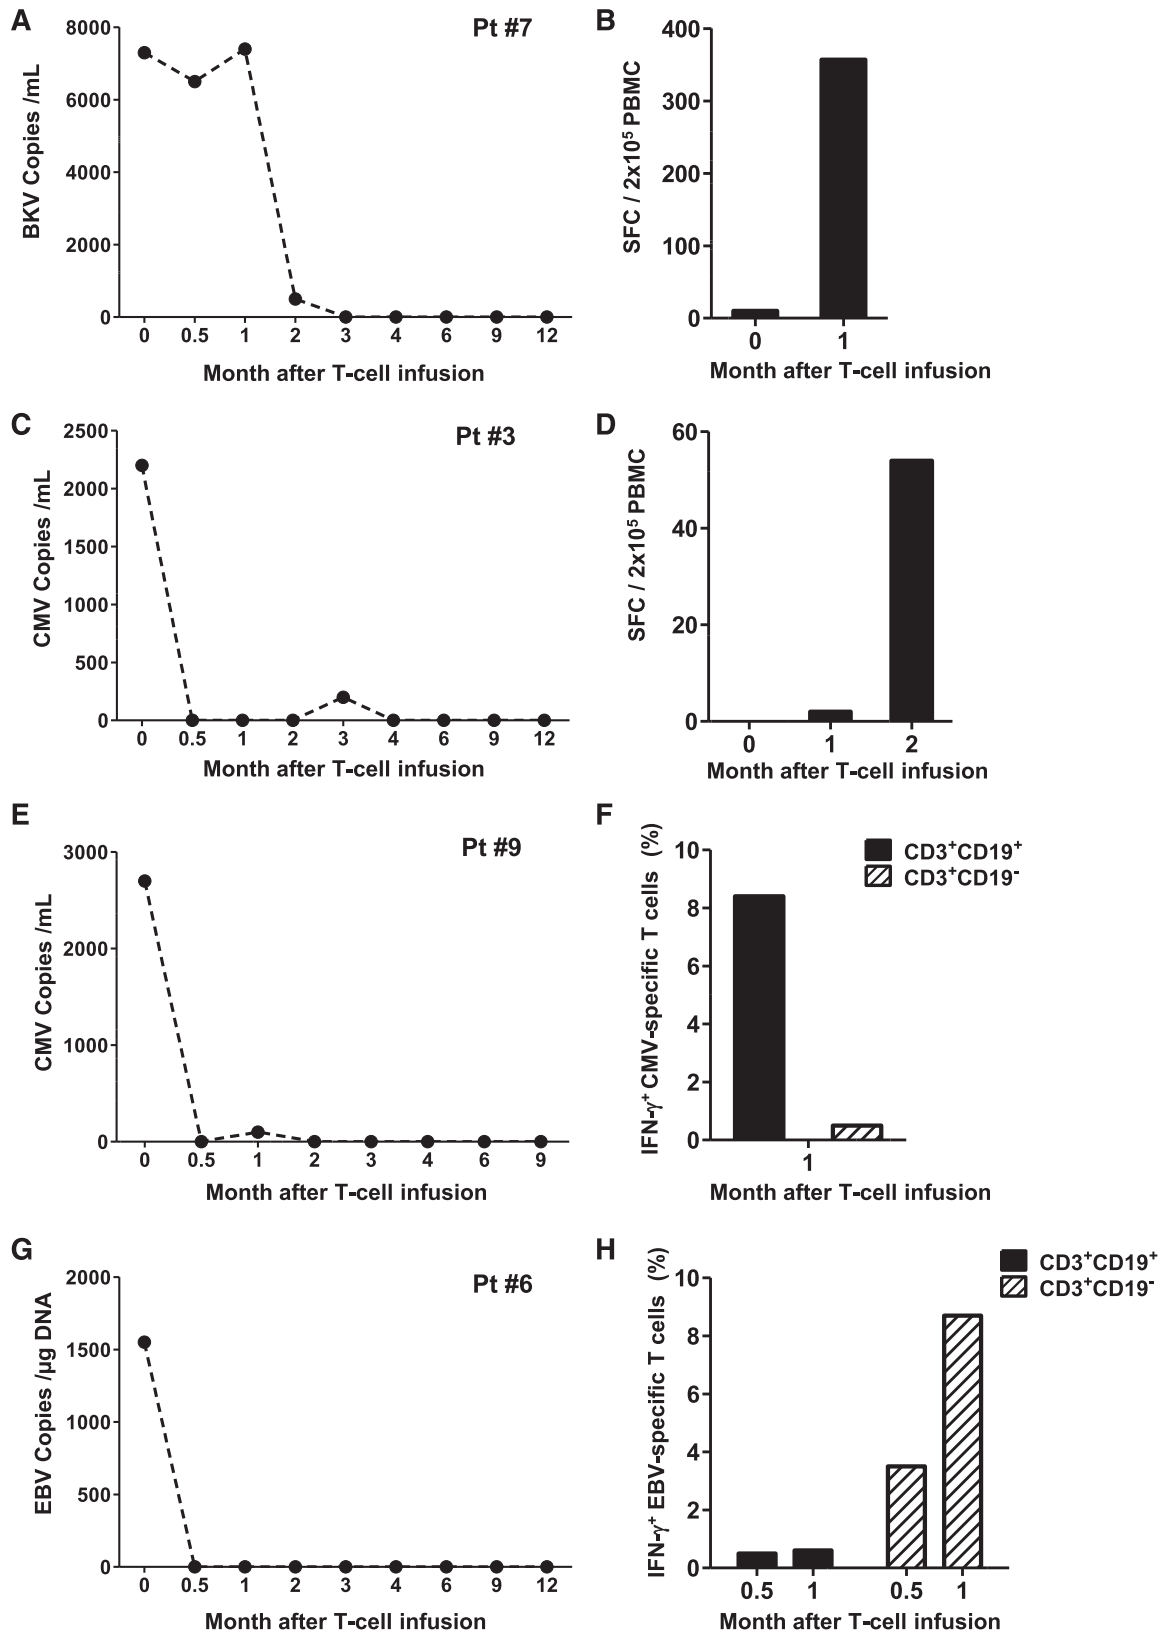 A
Pt #7
BKV Copies /mL
8000
6000
4000
2000
0
0 0.5 1 2 3 4 6 9 12
Month after T-cell infusion
B
SFC / 2x10⁵ PBMC
400
300
200
100
0
0 1
Month after T-cell infusion
C
Pt #3
CMV Copies /mL
2500
2000
1500
1000
500
0
0 0.5 1 2 3 4 6 9 12
Month after T-cell infusion
D
SFC / 2x10⁵ PBMC
60
40
20
0
0 1 2
Month after T-cell infusion
E
Pt #9
CMV Copies /mL
3000
2000
1000
0
0 0.5 1 2 3 4 6 9
Month after T-cell infusion
F
IFN-γ⁺ CMV-specific T cells (%)
CD3⁺CD19⁺
CD3⁺CD19⁻
10
8
6
4
2
0
1
Month after T-cell infusion
G
Pt #6
EBV Copies /µg DNA
2000
1500
1000
500
0
0 0.5 1 2 3 4 6 9 12
Month after T-cell infusion
H
IFN-γ⁺ EBV-specific T cells (%)
CD3⁺CD19⁺
CD3⁺CD19⁻
10
8
6
4
2
0
0.5 1 0.5 1
Month after T-cell infusion